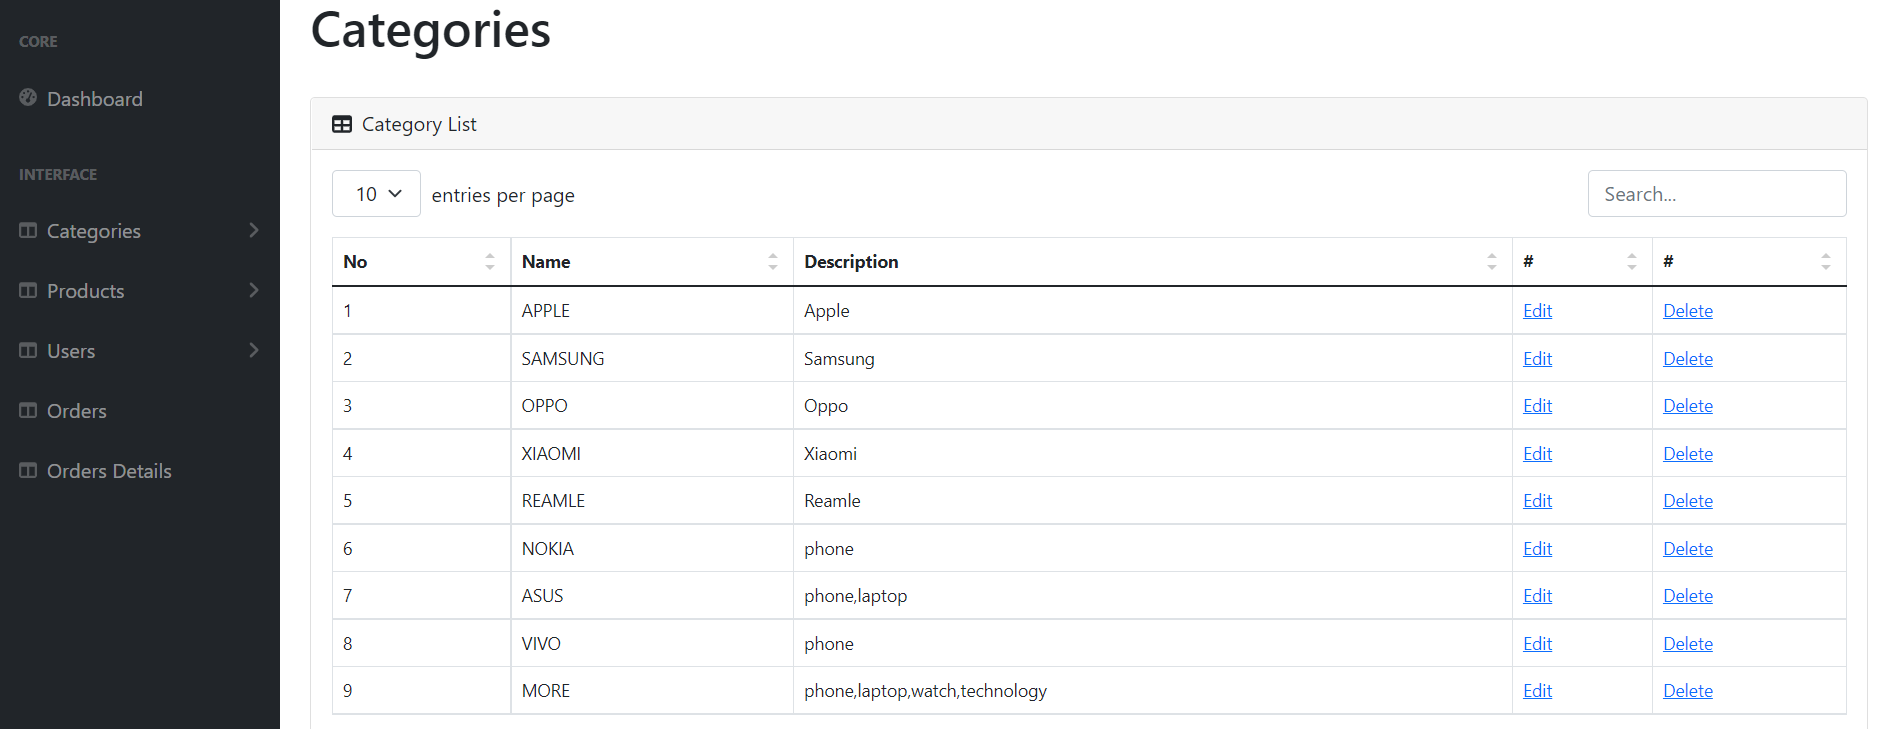 CORE
Dashboard
INTERFACE
Categories
Products
Users
Orders
Orders Details
Categories
Category List
10 entries per page Search...
No Name Description # #
1 APPLE Apple Edit Delete
2 SAMSUNG Samsung Edit Delete
3 OPPO Oppo Edit Delete
4 XIAOMI Xiaomi Edit Delete
5 REAMLE Reamle Edit Delete
6 NOKIA phone Edit Delete
7 ASUS phone,laptop Edit Delete
8 VIVO phone Edit Delete
9 MORE phone,laptop,watch,technology Edit Delete